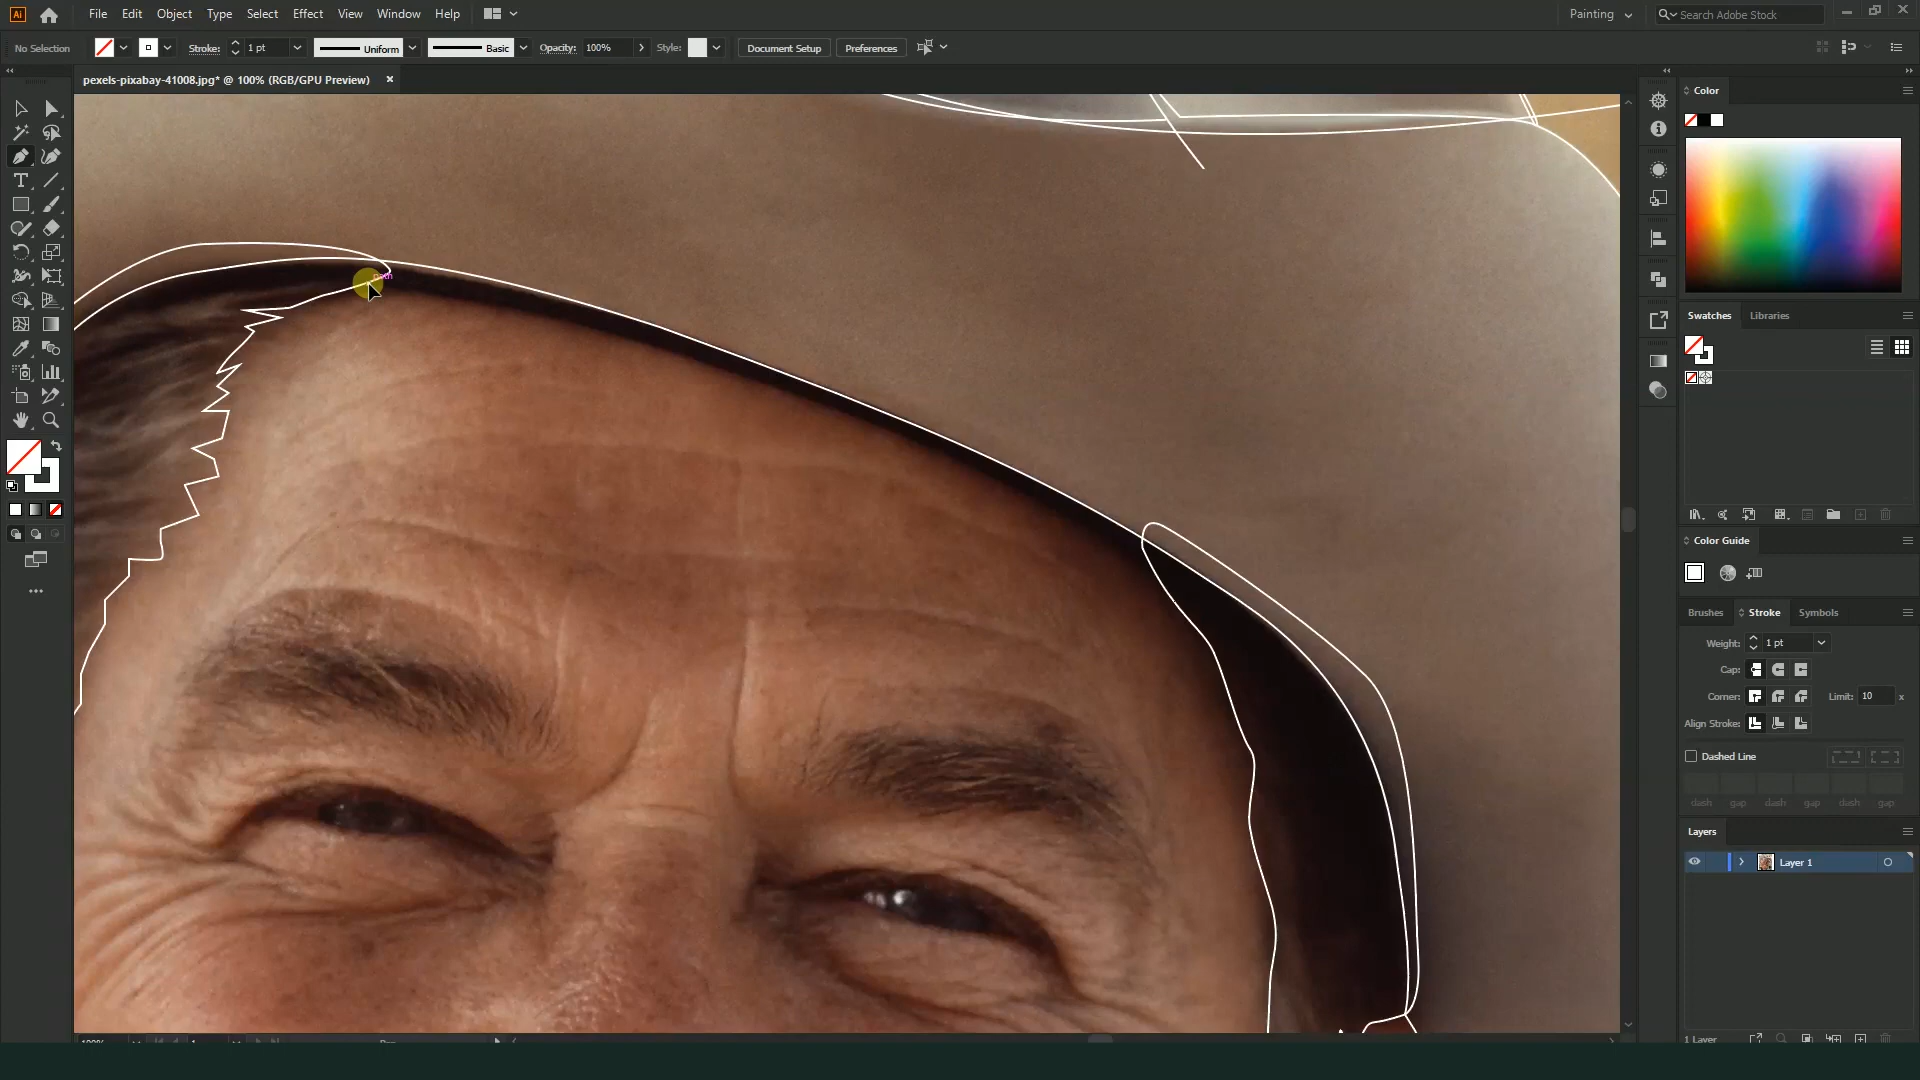 Ai File Edit Object Type Select Effect View Window Help Painting Search Adobe Stock
No Selection Stroke: 1 pt Uniform Basic Opacity: 100% Style: Document Setup Preferences
pexels-pixabay-41008.jpg* @ 100% (RGB/GPU Preview)
Color
path
Swatches Libraries
Color Guide
Brushes Stroke Symbols
Weight: 1 pt
Cap:
Corner: Limit: 10 x
Align Stroke:
Dashed Line
dash gap dash gap dash gap
Layers
Layer 1
1 Layer